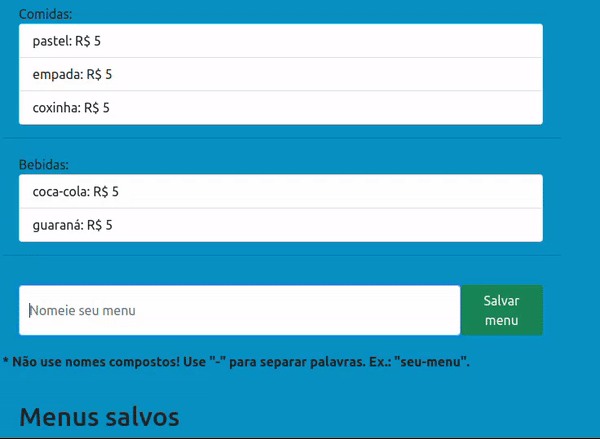 Comidas:
pastel: R$ 5
empada: R$ 5
coxinha: R$ 5
Bebidas:
coca-cola: R$ 5
guaraná: R$ 5
Nomeie seu menu
Salvar
menu
* Não use nomes compostos! Use "-" para separar palavras. Ex.: "seu-menu".
Menus salvos